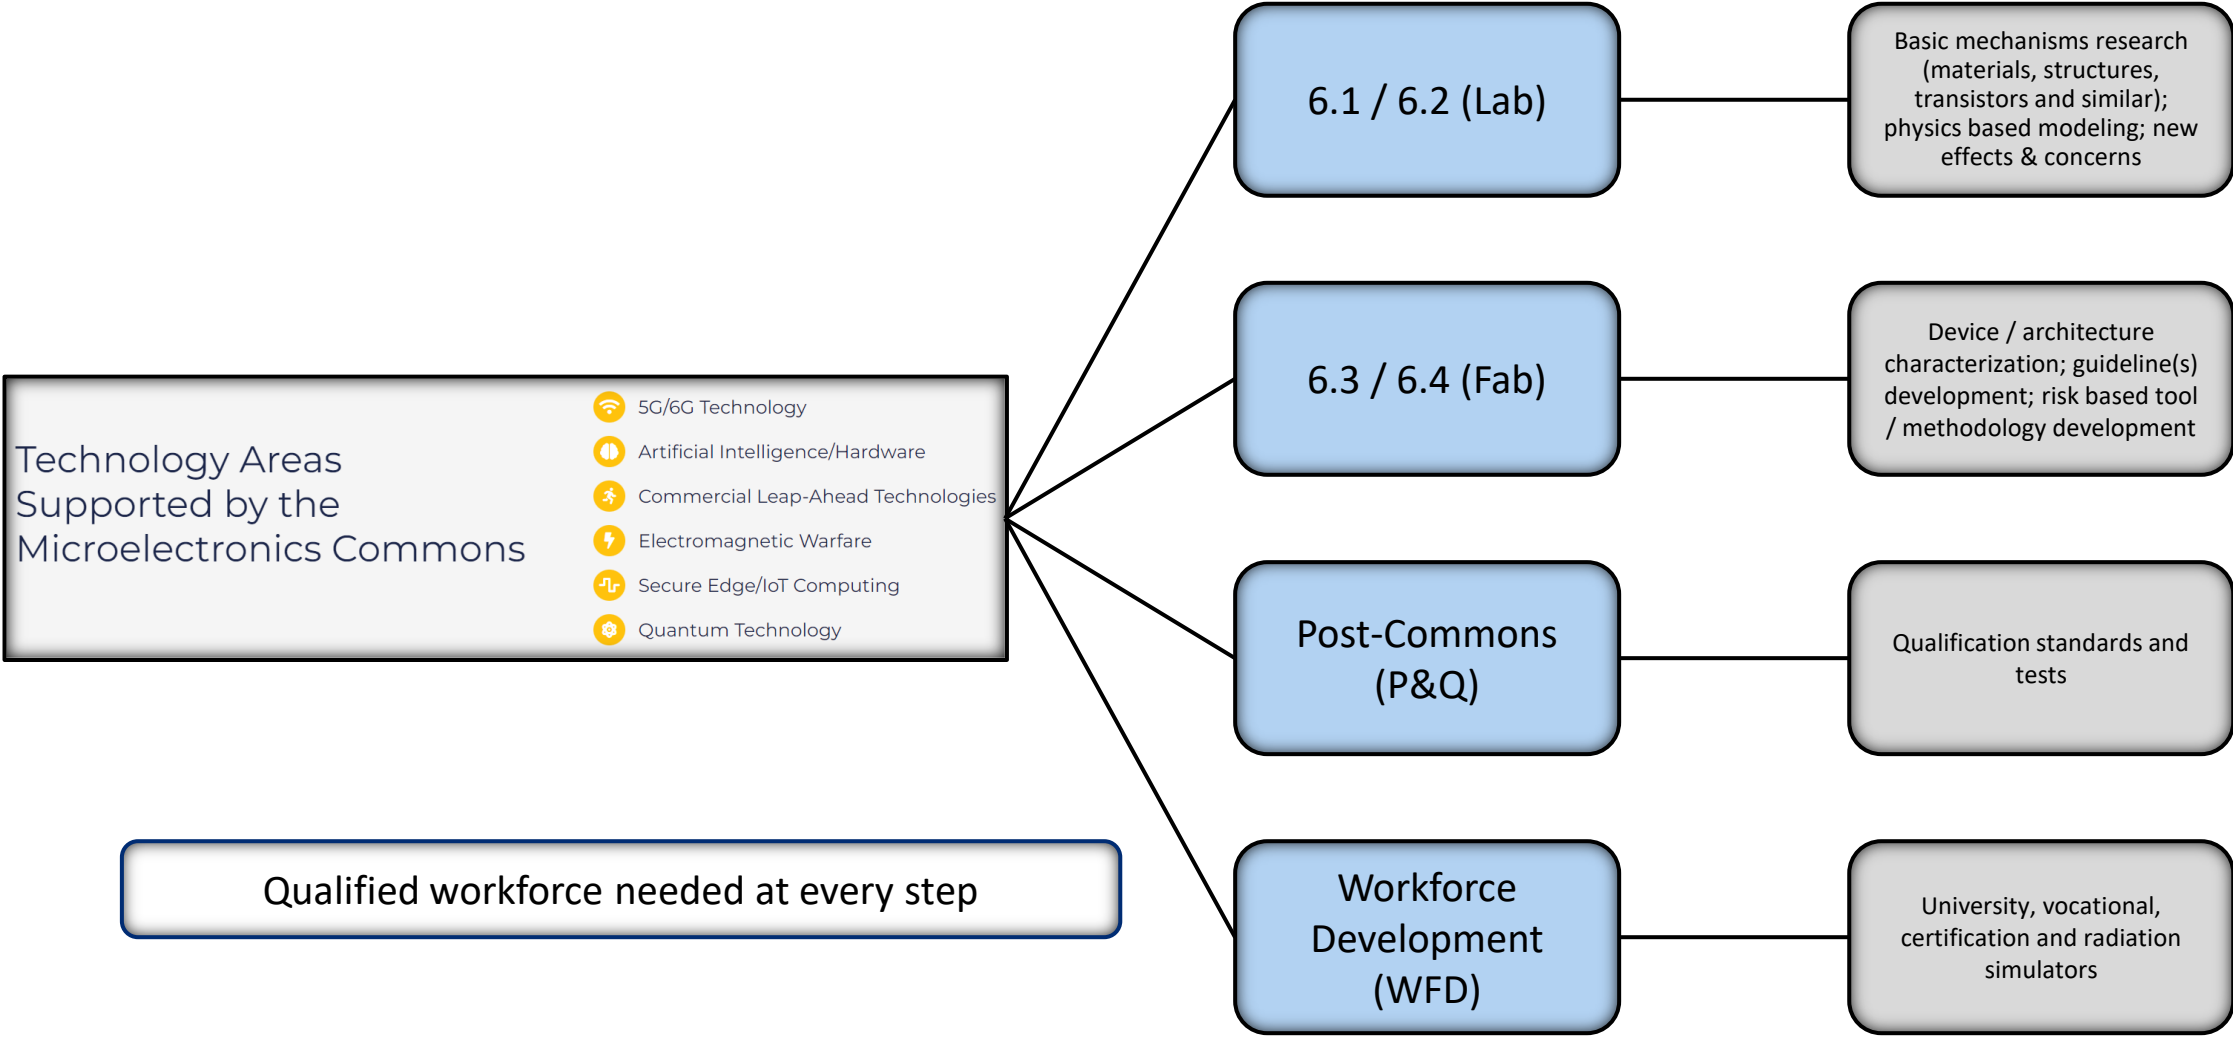 Technology Areas
Supported by the
Microelectronics Commons
5G/6G Technology
Artificial Intelligence/Hardware
Commercial Leap-Ahead Technologies
Electromagnetic Warfare
Secure Edge/IoT Computing
Quantum Technology
Qualified workforce needed at every step
6.1 / 6.2 (Lab)
Basic mechanisms research
(materials, structures,
transistors and similar);
physics based modeling; new
effects & concerns
6.3 / 6.4 (Fab)
Device / architecture
characterization; guideline(s)
development; risk based tool
/ methodology development
Post-Commons
(P&Q)
Qualification standards and
tests
Workforce
Development
(WFD)
University, vocational,
certification and radiation
simulators